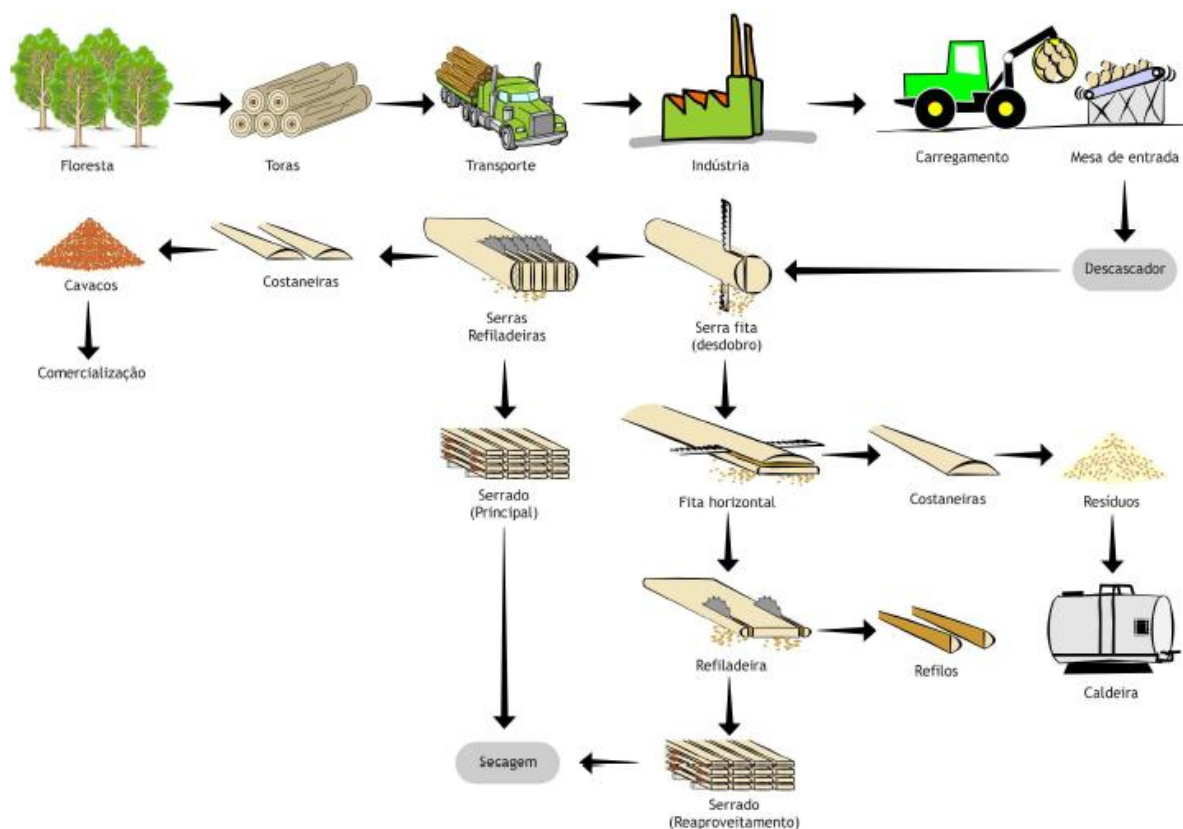 Floresta
Toras
Transporte
Indústria
Carregamento
Mesa de entrada
Cavacos
Costaneiras
Serras
Refiladeiras
Serra fita
(desdobro)
Descascador
Comercialização
Serrado
(Principal)
Fita horizontal
Costaneiras
Resíduos
Refiladeira
Refilos
Caldeira
Secagem
Serrado
(Reaproveitamento)